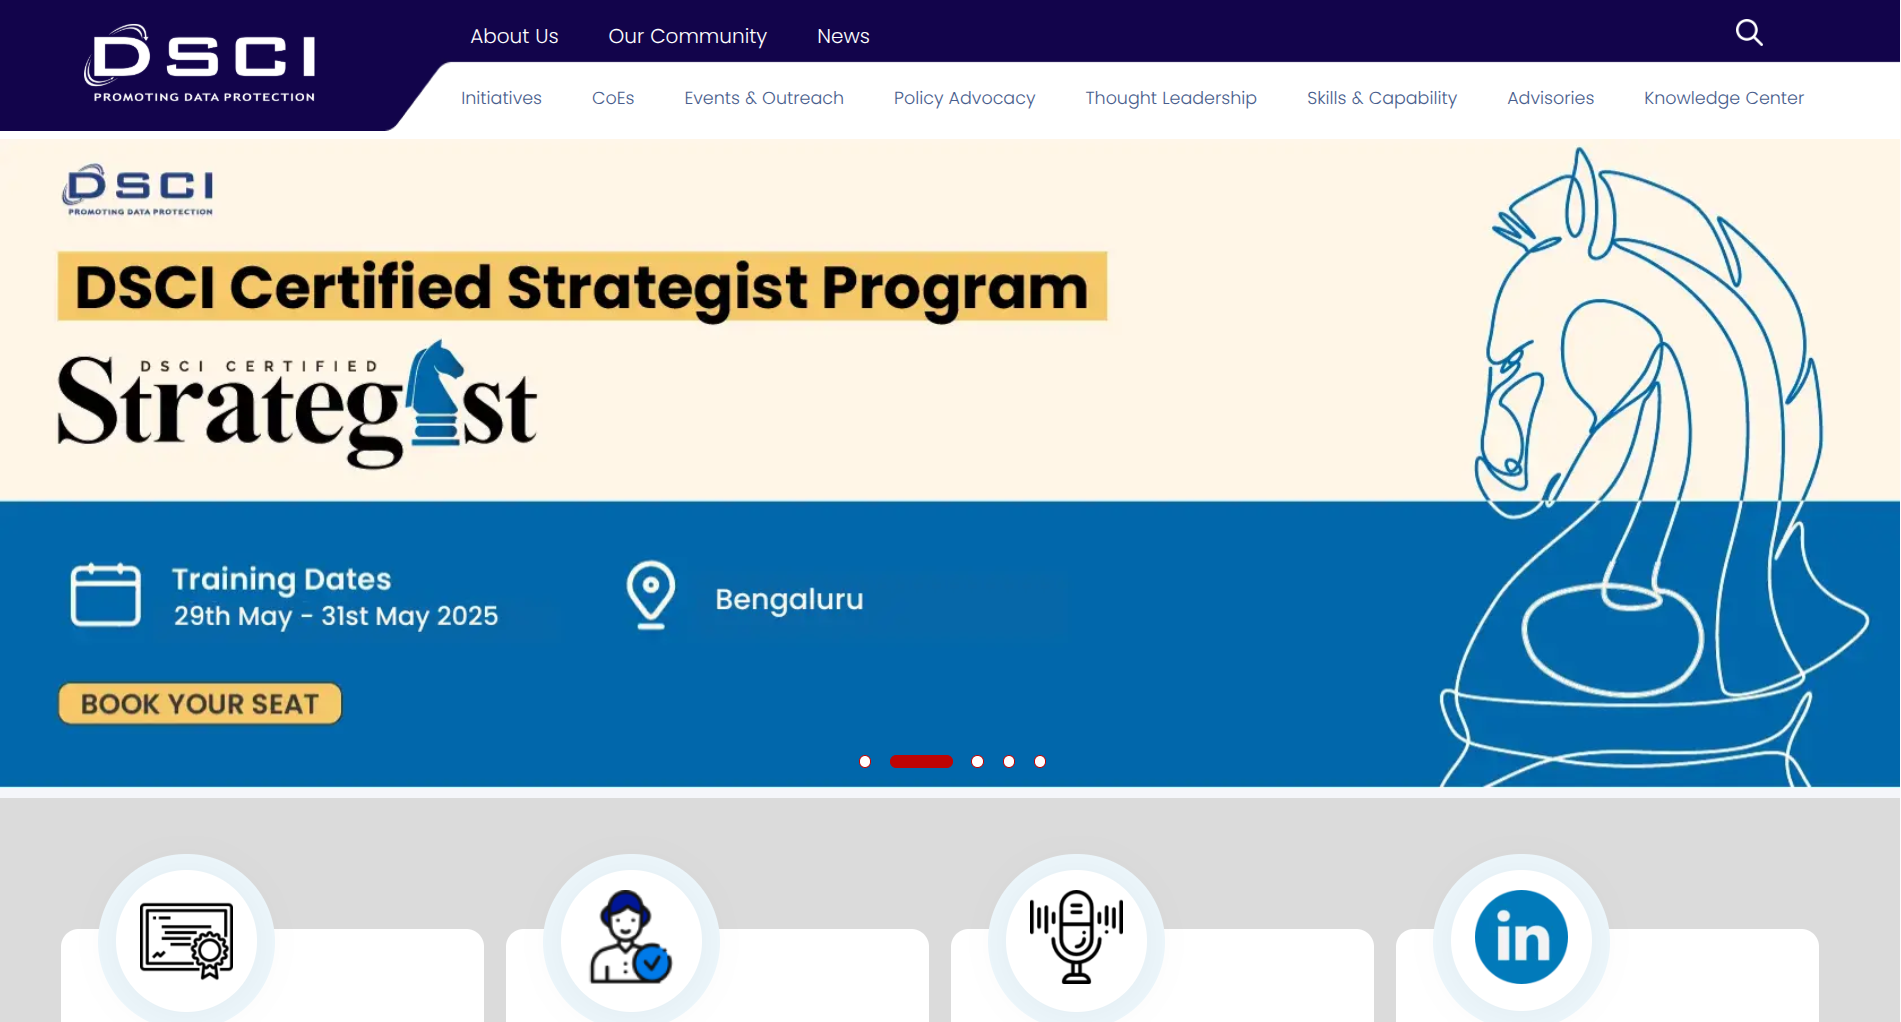 DSCI
PROMOTING DATA PROTECTION
About Us Our Community News
Initiatives CoEs Events & Outreach Policy Advocacy Thought Leadership Skills & Capability Advisories Knowledge Center
DSCI
PROMOTING DATA PROTECTION
DSCI Certified Strategist Program
DSCI CERTIFIED
Strategist
Training Dates
29th May - 31st May 2025
Bengaluru
BOOK YOUR SEAT
in